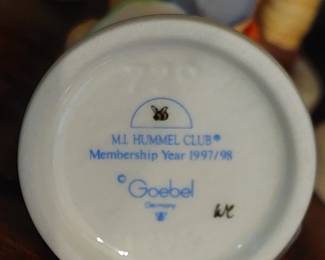 M.I. HUMMEL CLUB®
Membership Year 1997/98
© Goebel
Germany